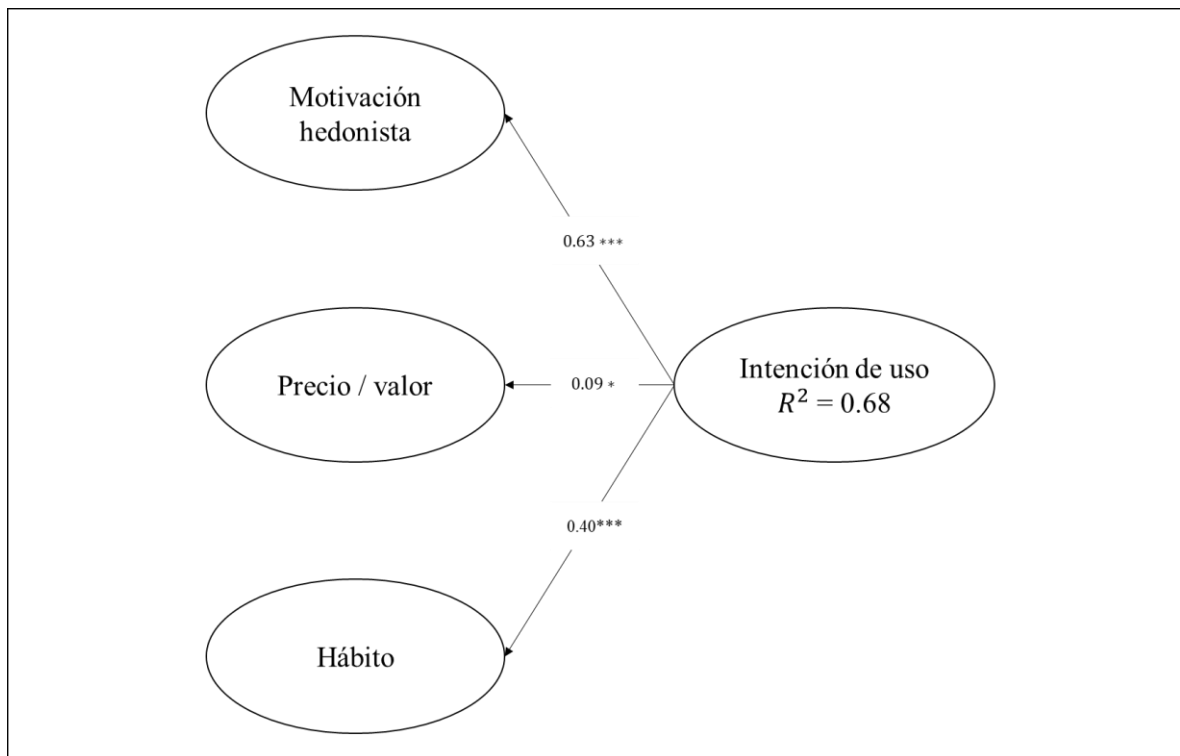 Motivación
hedonista
0.63 ***
Precio / valor
0.09 *
Intención de uso
R² = 0.68
0.40***
Hábito